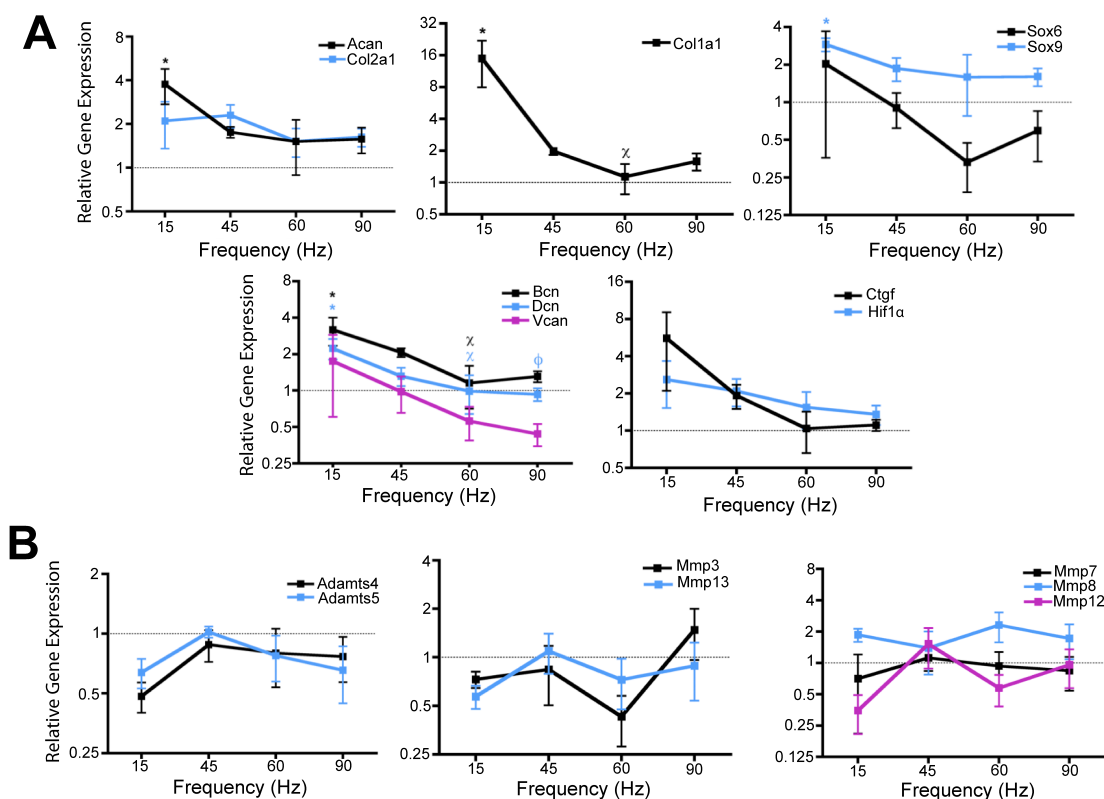 A
Relative Gene Expression
8
4
2
1
0.5
*
Acan
Col2a1
15 45 60 90
Frequency (Hz)
32
16
8
4
2
1
0.5
*
χ
Col1a1
15 45 60 90
Frequency (Hz)
4
2
1
0.5
0.25
0.125
*
Sox6
Sox9
15 45 60 90
Frequency (Hz)
Relative Gene Expression
8
4
2
1
0.5
0.25
*
*
χ
χ
ϕ
Bcn
Dcn
Vcan
15 45 60 90
Frequency (Hz)
16
8
4
2
1
0.5
Ctgf
Hif1α
15 45 60 90
Frequency (Hz)
B
Relative Gene Expression
2
1
0.5
0.25
Adamts4
Adamts5
15 45 60 90
Frequency (Hz)
4
2
1
0.5
0.25
Mmp3
Mmp13
15 45 60 90
Frequency (Hz)
8
4
2
1
0.5
0.25
0.125
Mmp7
Mmp8
Mmp12
15 45 60 90
Frequency (Hz)